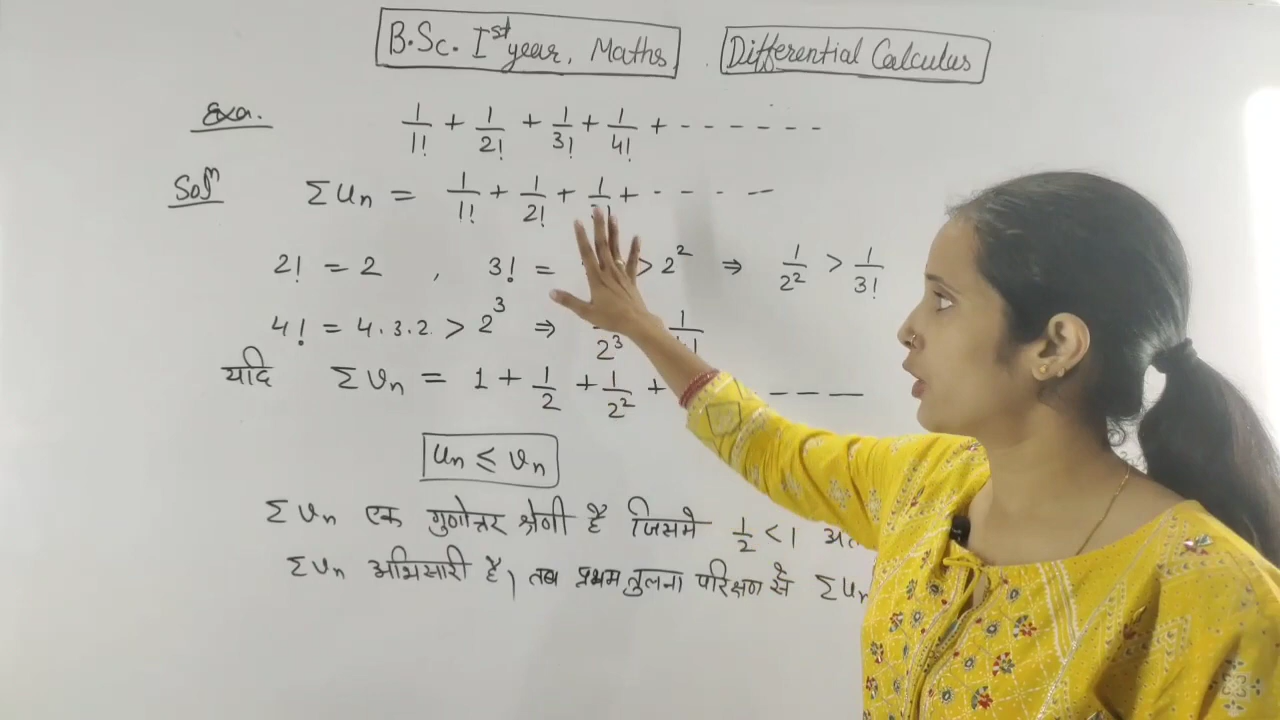 B.Sc. Ist year, Maths. Differential Calculus
Exa. 1/1! + 1/2! + 1/3! + 1/4! + - - - - - -
Solⁿ Σun = 1/1! + 1/2! + 1/ + - - - - -
2! = 2 , 3! = > 2² ⇒ 1/2² > 1/3!
4! = 4.3.2. > 2³ ⇒ /2³ 1/
यदि Σvn = 1 + 1/2 + 1/2² + - - -
un ≤ vn
Σvn एक गुणोत्तर श्रेणी है जिसमे 1/2 < 1
Σvn अभिसारी है, तब प्रथम तुलना परिक्षण से Σun